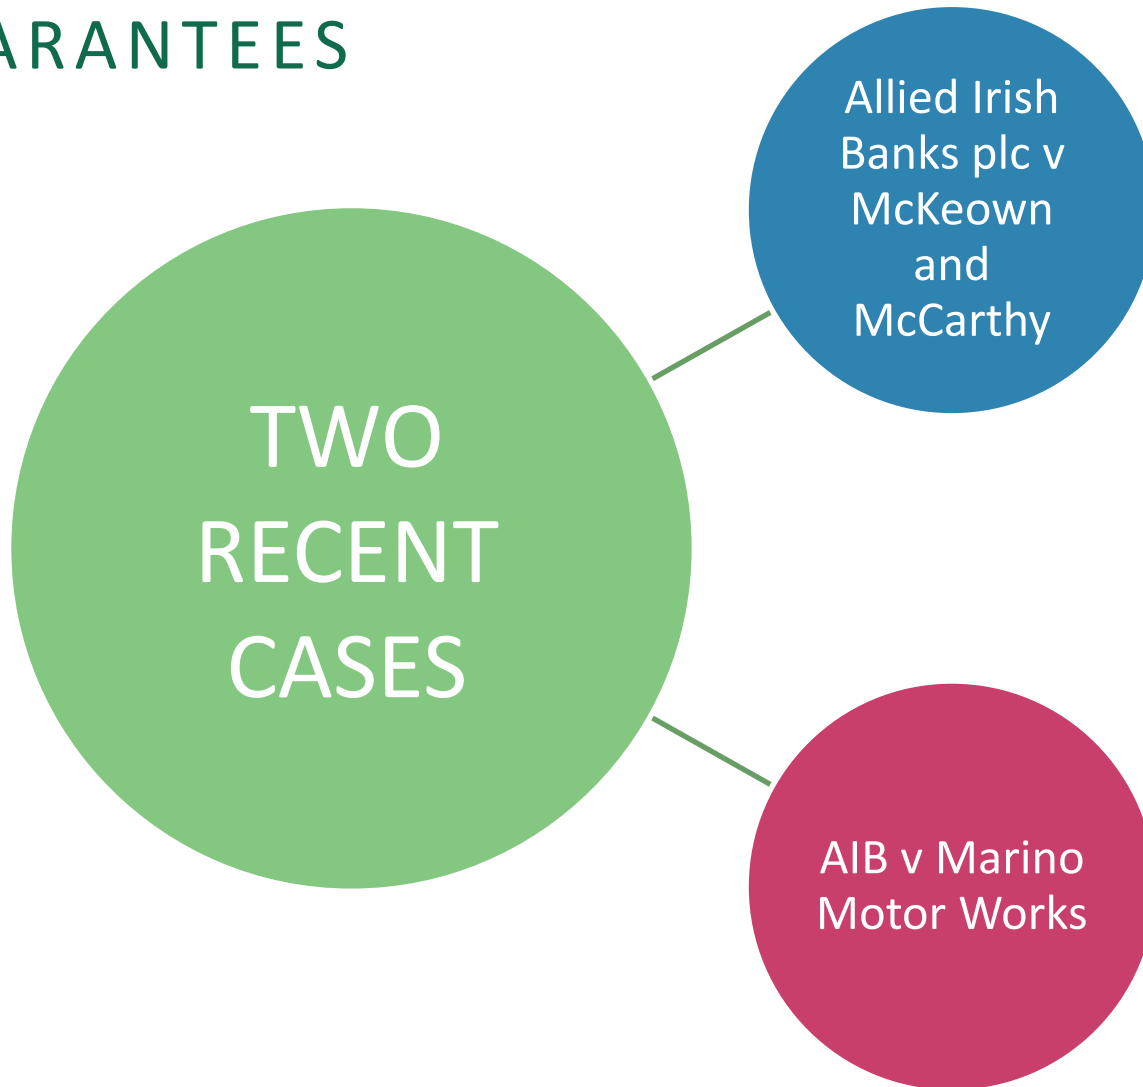 ARANTEES
Allied Irish
Banks plc v
McKeown
and
McCarthy
TWO
RECENT
CASES
AIB v Marino
Motor Works